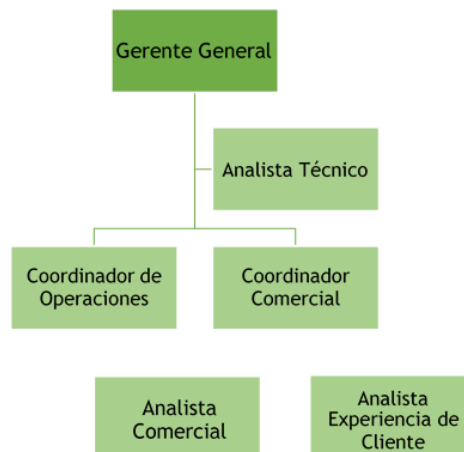 Gerente General
Analista Técnico
Coordinador de
Operaciones
Coordinador
Comercial
Analista
Comercial
Analista
Experiencia de
Cliente